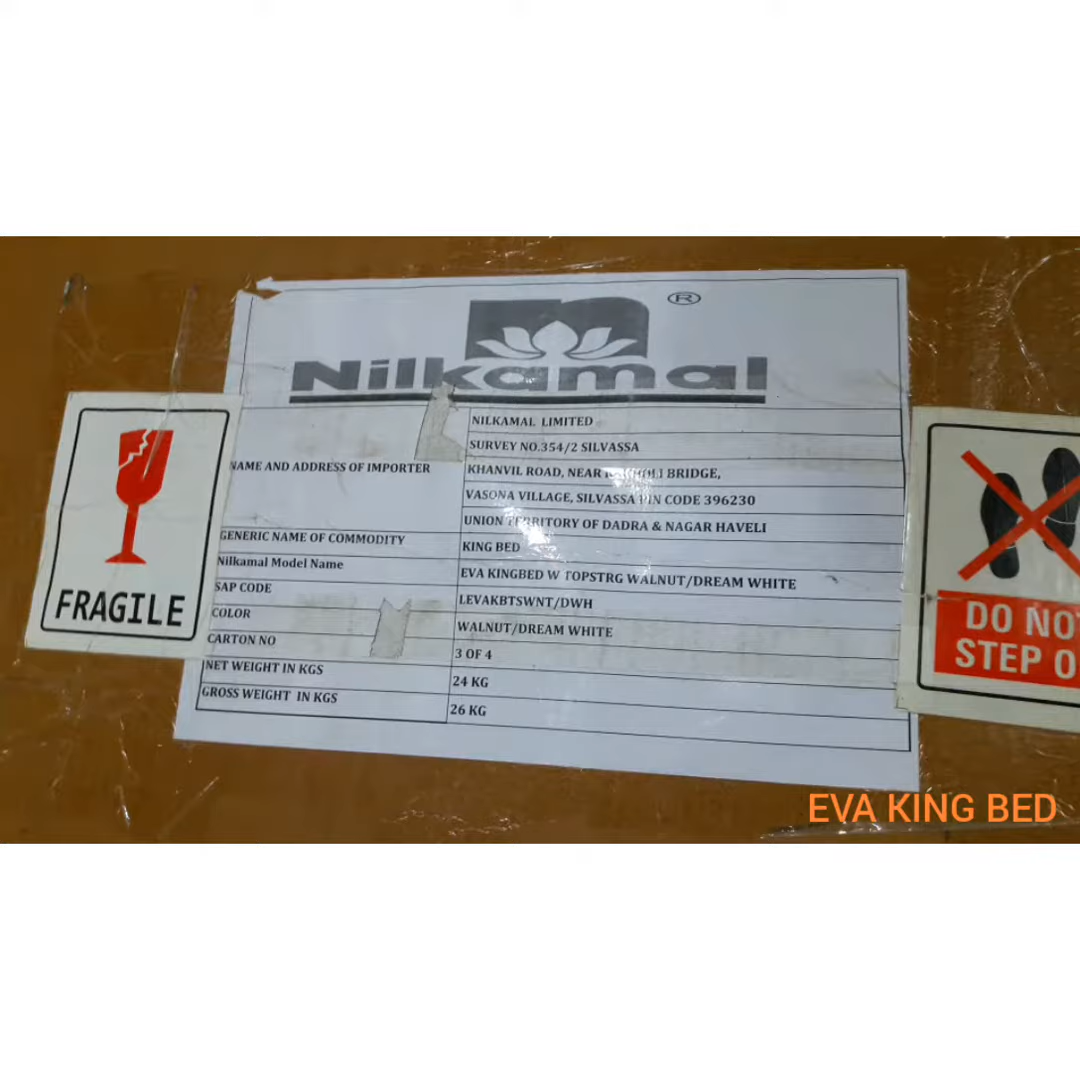 ®
Nilkamal
NAME AND ADDRESS OF IMPORTER
NILKAMAL LIMITED
SURVEY NO.354/2 SILVASSA
KHANVIL ROAD, NEAR BRIDGE,
VASONA VILLAGE, SILVASSA PIN CODE 396230
UNION TERRITORY OF DADRA & NAGAR HAVELI
GENERIC NAME OF COMMODITY KING BED
Nilkamal Model Name EVA KINGBED W TOPSTRG WALNUT/DREAM WHITE
SAP CODE LEVAKBTSWNT/DWH
COLOR WALNUT/DREAM WHITE
CARTON NO 3 OF 4
NET WEIGHT IN KGS 24 KG
GROSS WEIGHT IN KGS 26 KG
FRAGILE
DO NO
STEP O
EVA KING BED